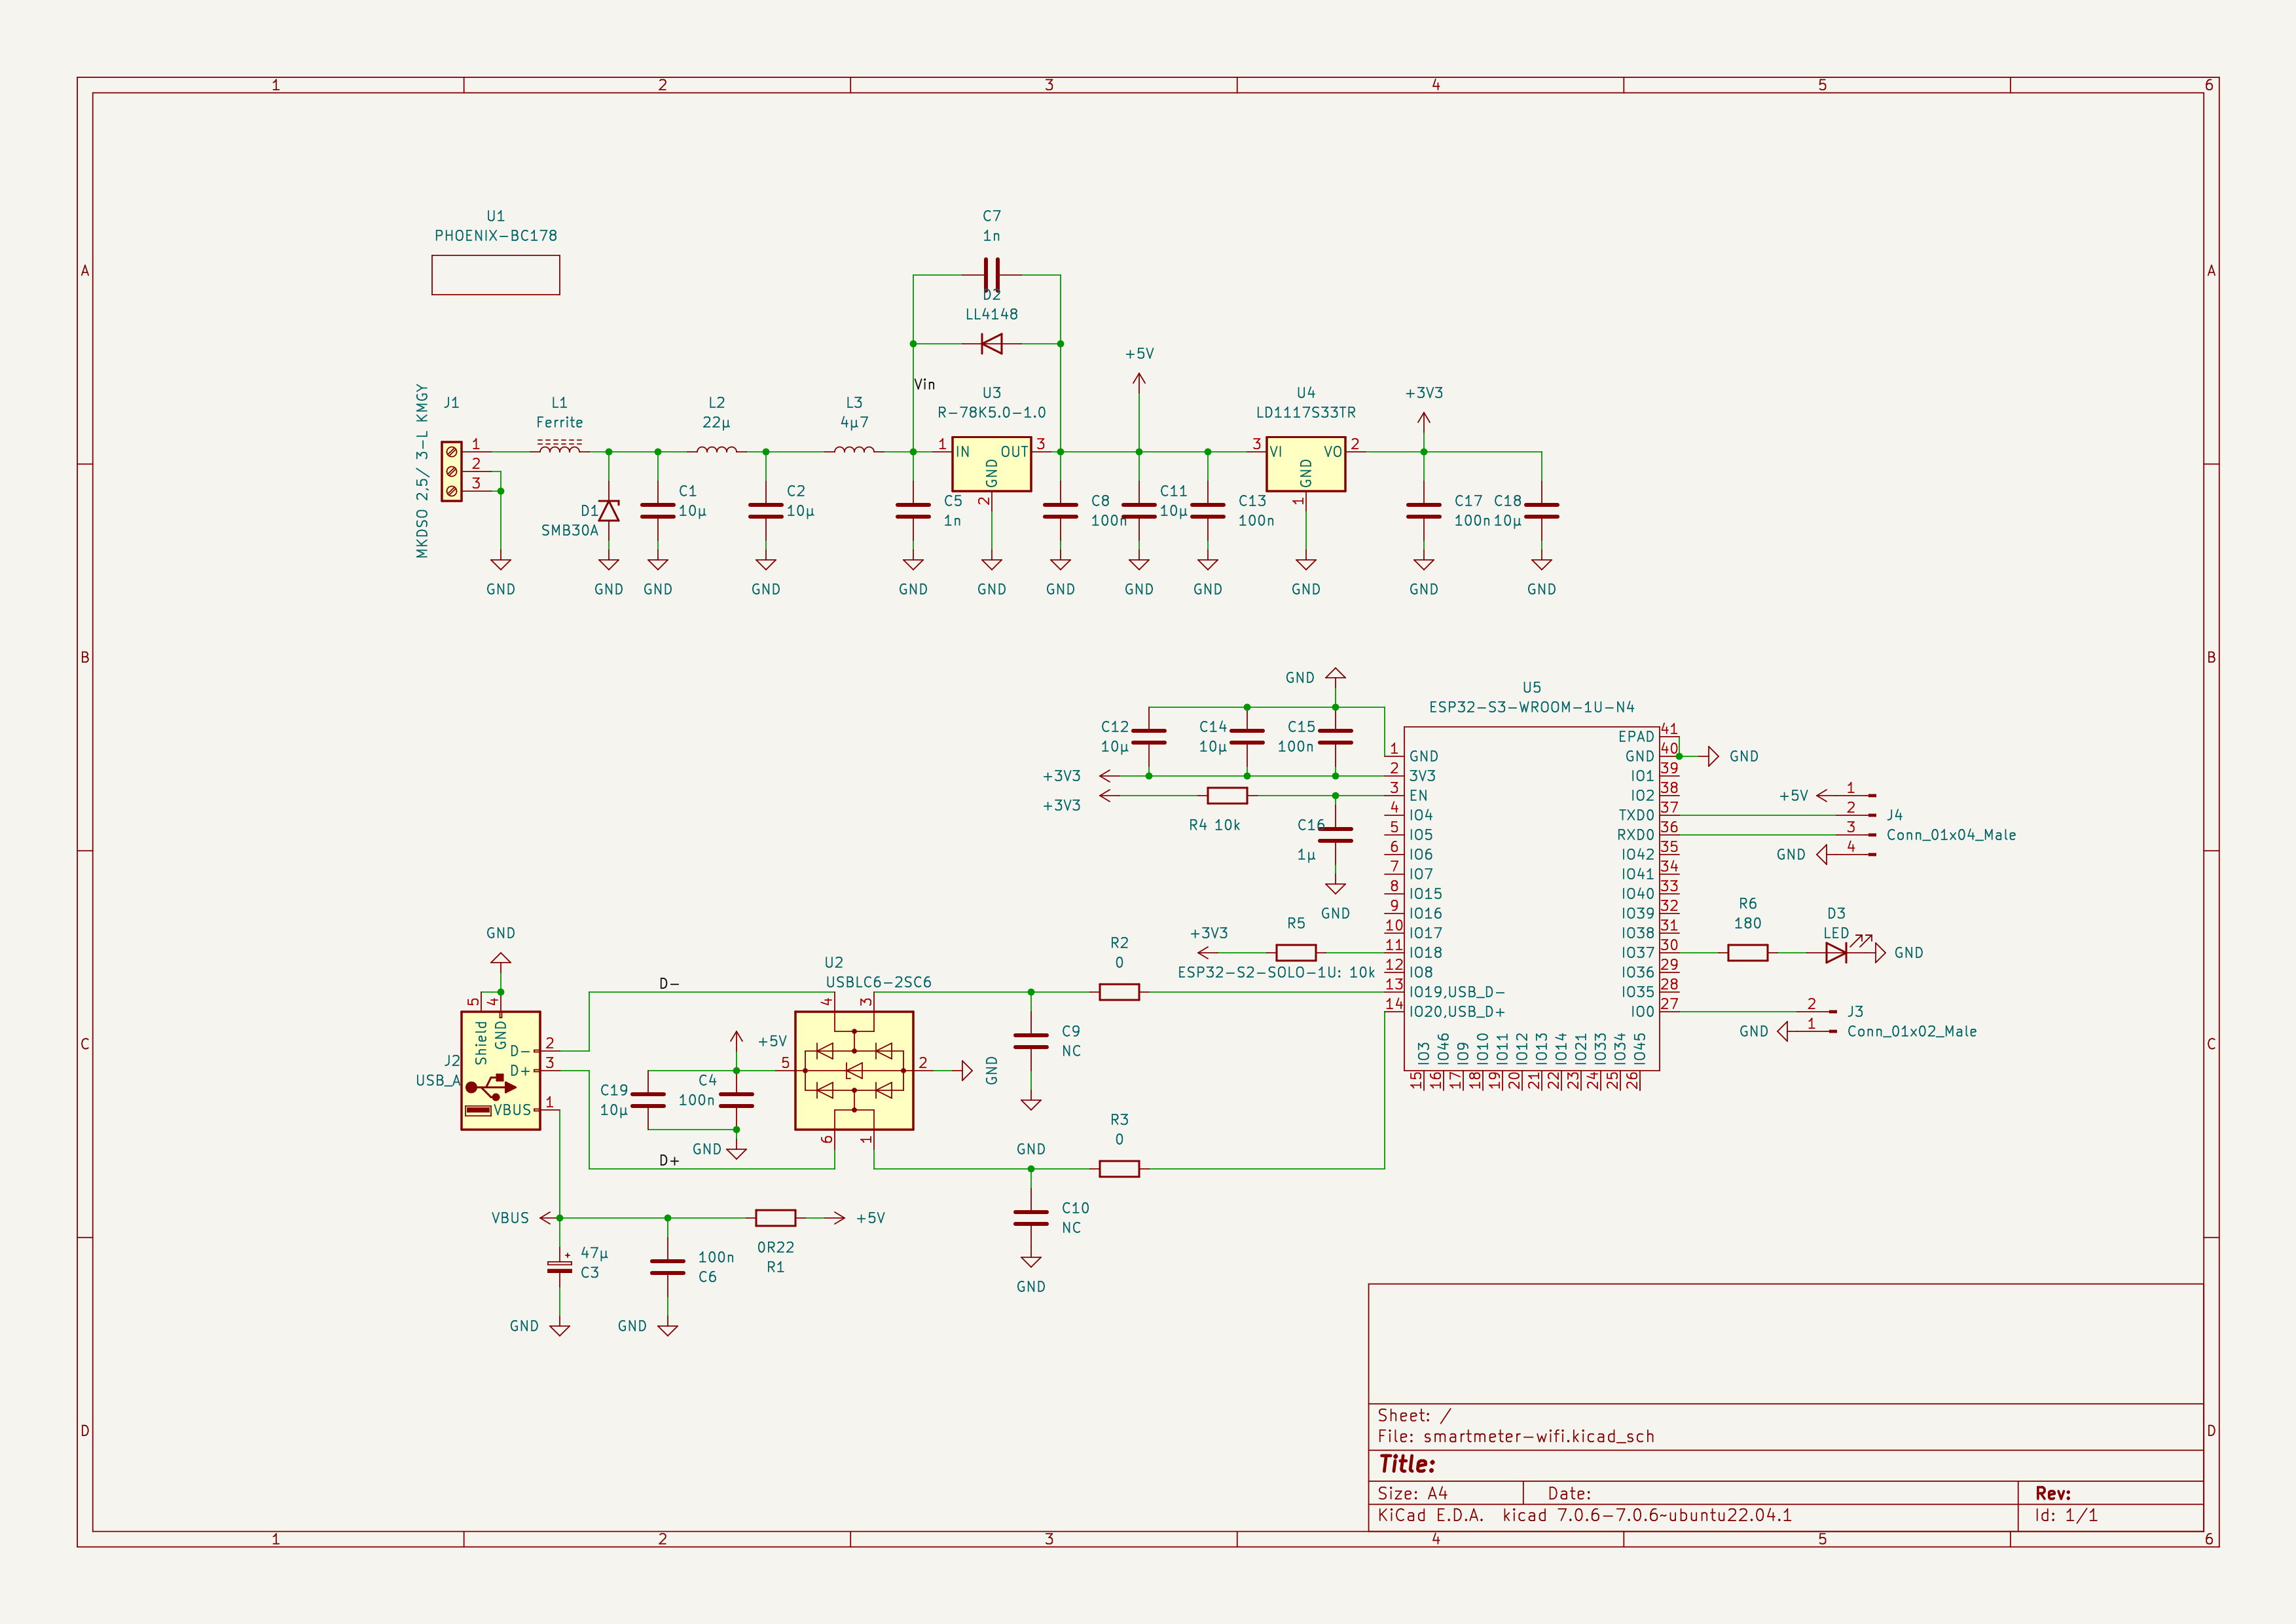 1 2 3 4 5 6
A A
U1
PHOENIX-BC178
C7
1n
D2
LL4148
+5V
Vin
J1
MKDSO 2,5/ 3-L KMGY
1
2
3
L1
Ferrite
L2
22µ
L3
4µ7
U3
R-78K5.0-1.0
1 IN OUT 3
GND
2
U4
LD1117S33TR
3 VI VO 2
GND
1
+3V3
D1
SMB30A
C1
10µ
C2
10µ
C5
1n
C8
100n
C11
10µ
C13
100n
C17
100n
C18
10µ
GND GND GND GND GND GND GND GND GND GND GND GND
B B
GND
C12
10µ
C14
10µ
C15
100n
+3V3
+3V3
R4 10k
C16
1µ
GND
+3V3
R5
ESP32-S2-SOLO-1U: 10k
U5
ESP32-S3-WROOM-1U-N4
1 GND
2 3V3
3 EN
4 IO4
5 IO5
6 IO6
7 IO7
8 IO15
9 IO16
10 IO17
11 IO18
12 IO8
13 IO19,USB_D-
14 IO20,USB_D+
IO3 IO46 IO9 IO10 IO11 IO12 IO13 IO14 IO21 IO33 IO34 IO45
15 16 17 18 19 20 21 22 23 24 25 26
EPAD 41
GND 40
IO1 39
IO2 38
TXD0 37
RXD0 36
IO42 35
IO41 34
IO40 33
IO39 32
IO38 31
IO37 30
IO36 29
IO35 28
IO0 27
GND
+5V 1
2
3
GND 4
J4
Conn_01x04_Male
R6
180
D3
LED
GND
2
GND 1
J3
Conn_01x02_Male
C C
GND
J2
USB_A
5 4
Shield
GND
D- 2
D+ 3
VBUS 1
D-
D+
U2
USBLC6-2SC6
4 3
5 2
6 1
+5V
GND
C19
10µ
C4
100n
GND
R2
0
C9
NC
GND
R3
0
C10
NC
GND
VBUS
47µ
C3
GND
100n
C6
GND
0R22
R1
+5V
D D
Sheet: /
File: smartmeter-wifi.kicad_sch
Title:
Size: A4 Date: Rev:
KiCad E.D.A. kicad 7.0.6-7.0.6~ubuntu22.04.1 Id: 1/1
1 2 3 4 5 6